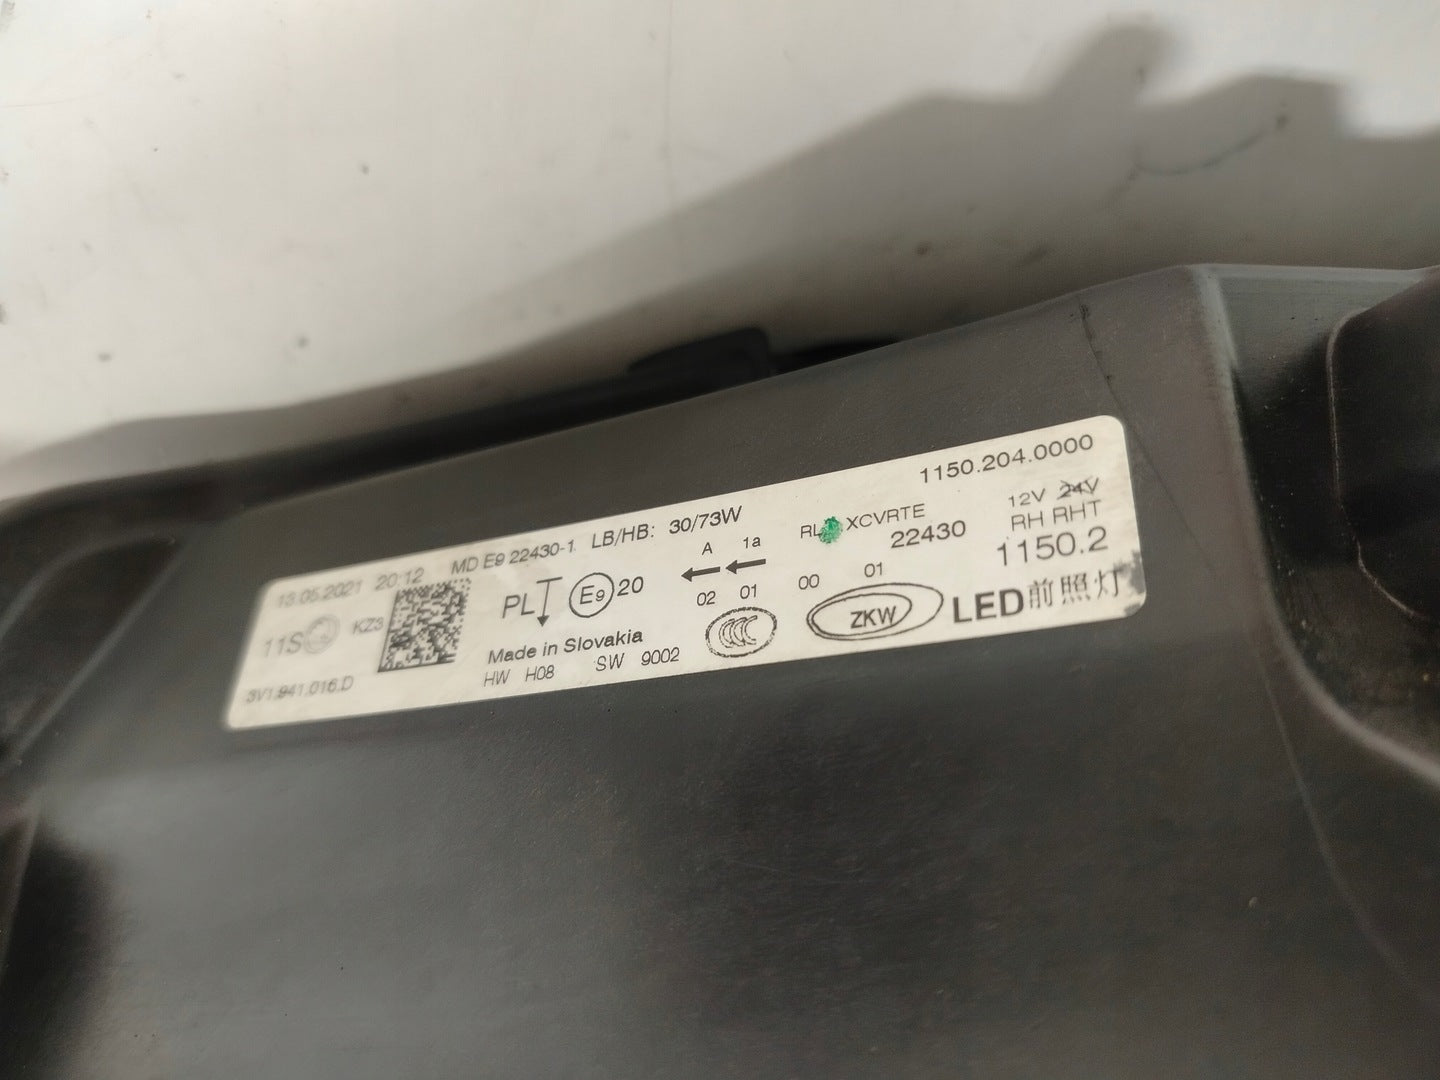 1150.204.0000
13.05.2021 20:12 MD E9 22430-1 LB/HB: 30/73W
A 1a
RL XCVRTE
12V 24V
RH RHT
22430
1150.2
PL E9 20
02 01 00 01
11S KZ3
Made in Slovakia
HW H08 SW 9002
CCC
ZKW
LED前照灯
3V1.941.016.D